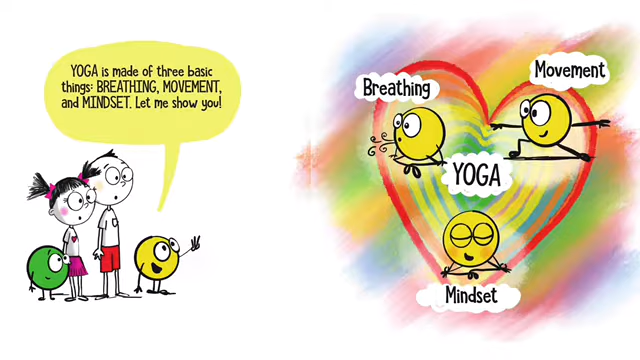 YOGA is made of three basic
things: BREATHING, MOVEMENT,
and MINDSET. Let me show you!
Breathing
Movement
YOGA
Mindset